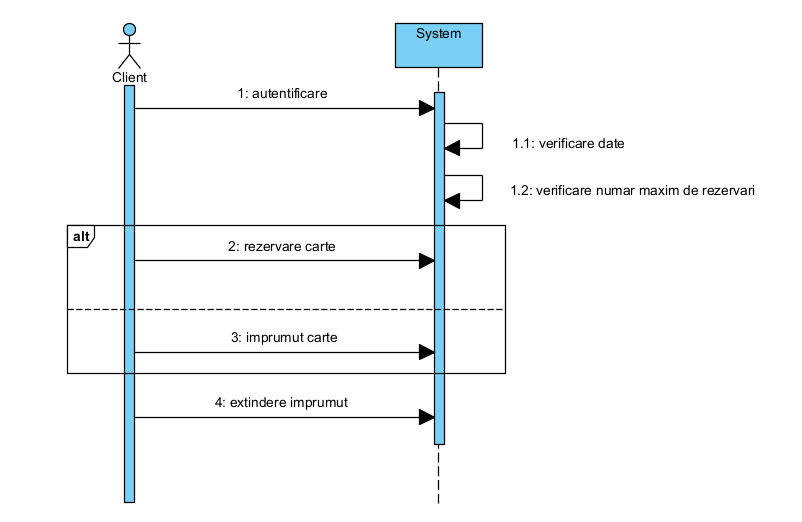 System
Client
1: autentificare
1.1: verificare date
1.2: verificare numar maxim de rezervari
alt
2: rezervare carte
3: imprumut carte
4: extindere imprumut